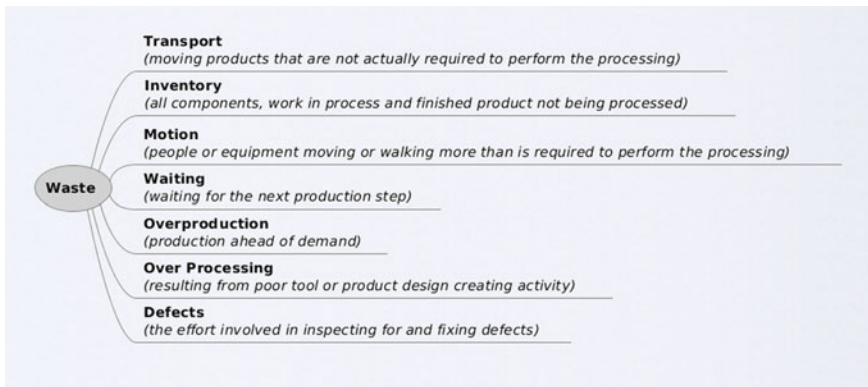 Transport
(moving products that are not actually required to perform the processing)
Inventory
(all components, work in process and finished product not being processed)
Motion
(people or equipment moving or walking more than is required to perform the processing)
Waste
Waiting
(waiting for the next production step)
Overproduction
(production ahead of demand)
Over Processing
(resulting from poor tool or product design creating activity)
Defects
(the effort involved in inspecting for and fixing defects)